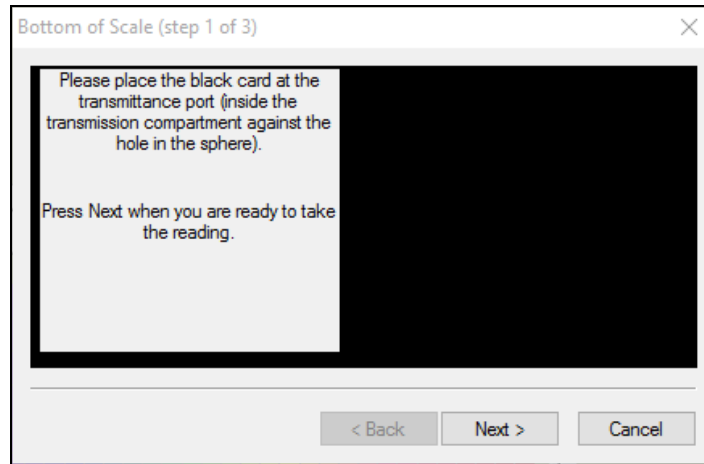 Bottom of Scale (step 1 of 3)
Please place the black card at the
transmittance port (inside the
transmission compartment against the
hole in the sphere).
Press Next when you are ready to take
the reading.
< Back
Next >
Cancel